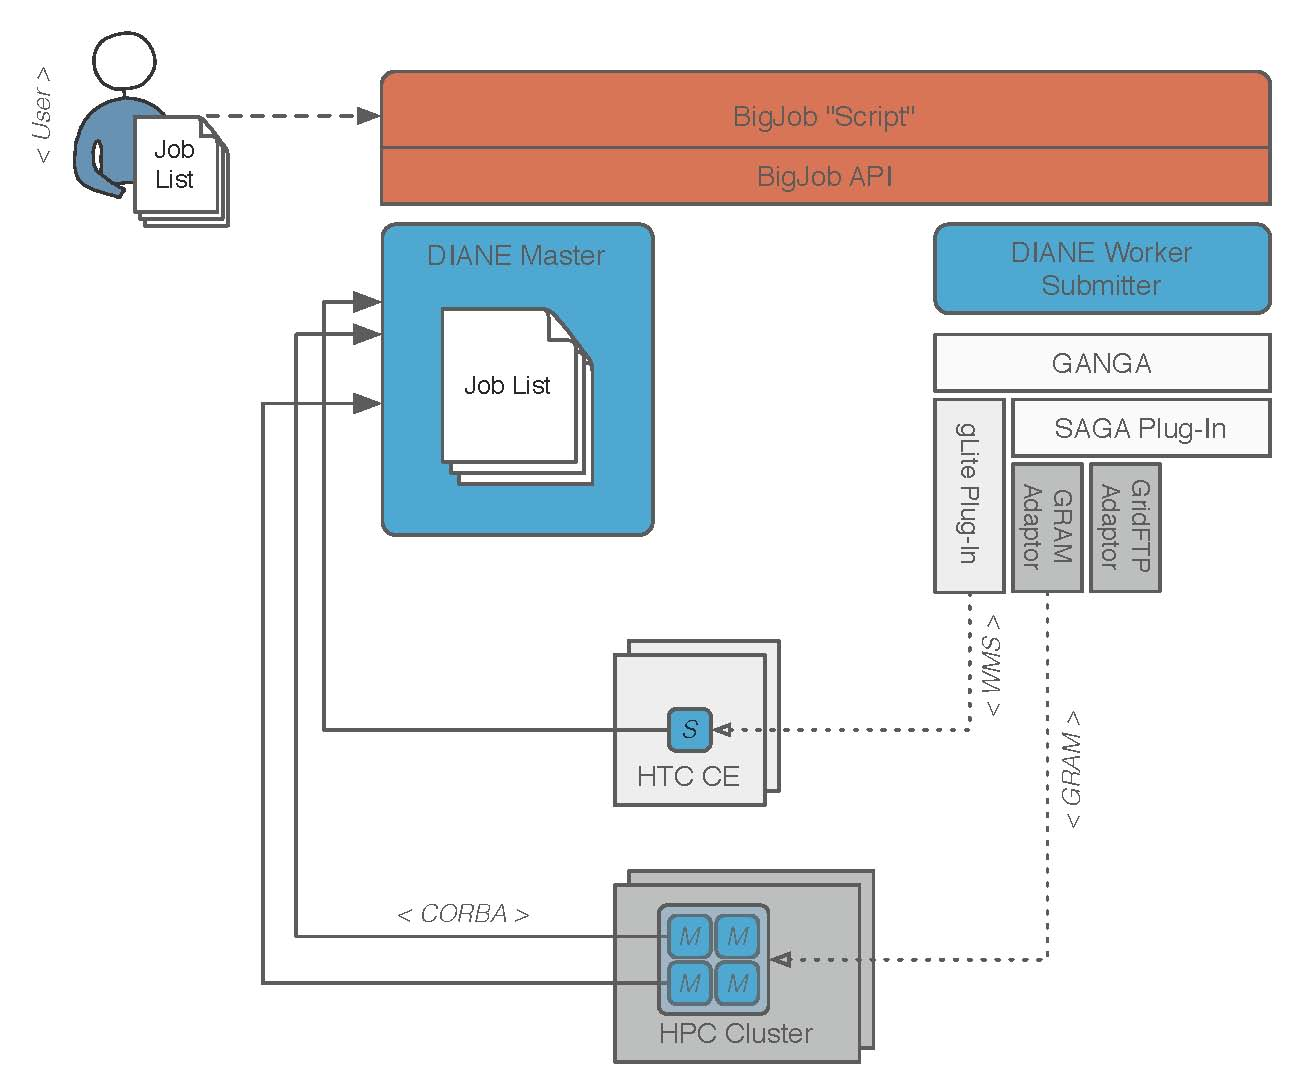 < User >
Job
List
BigJob "Script"
BigJob API
DIANE Master
Job List
DIANE Worker
Submitter
GANGA
gLite Plug-In
SAGA Plug-In
GRAM
Adaptor
GridFTP
Adaptor
< WMS >
< GRAM >
S
HTC CE
< CORBA >
M M
M M
HPC Cluster